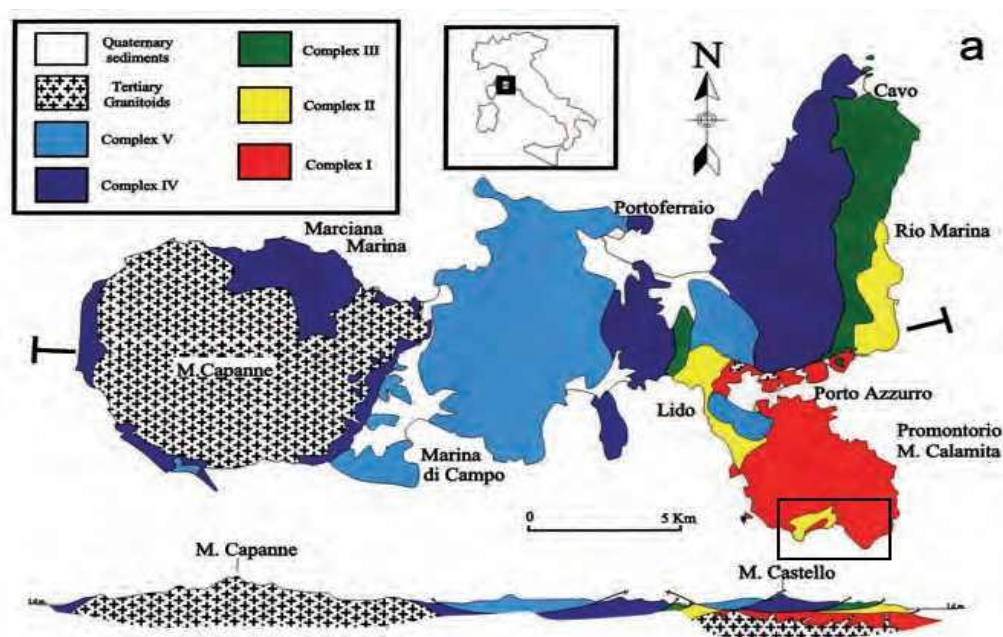 Quaternary
sediments
Tertiary
Granitoids
Complex V
Complex IV
Complex III
Complex II
Complex I
N
a
Cavo
Portoferraio
Marciana
Marina
Rio Marina
M.Capanne
Porto Azzurro
Lido
Promontorio
M. Calamita
Marina
di Campo
0 5 Km
M. Capanne
M. Castello